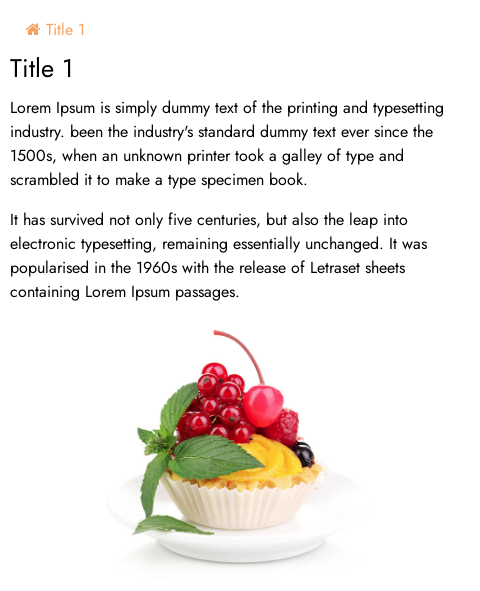 Title 1
Title 1
Lorem Ipsum is simply dummy text of the printing and typesetting
industry. been the industry's standard dummy text ever since the
1500s, when an unknown printer took a galley of type and
scrambled it to make a type specimen book.
It has survived not only five centuries, but also the leap into
electronic typesetting, remaining essentially unchanged. It was
popularised in the 1960s with the release of Letraset sheets
containing Lorem Ipsum passages.